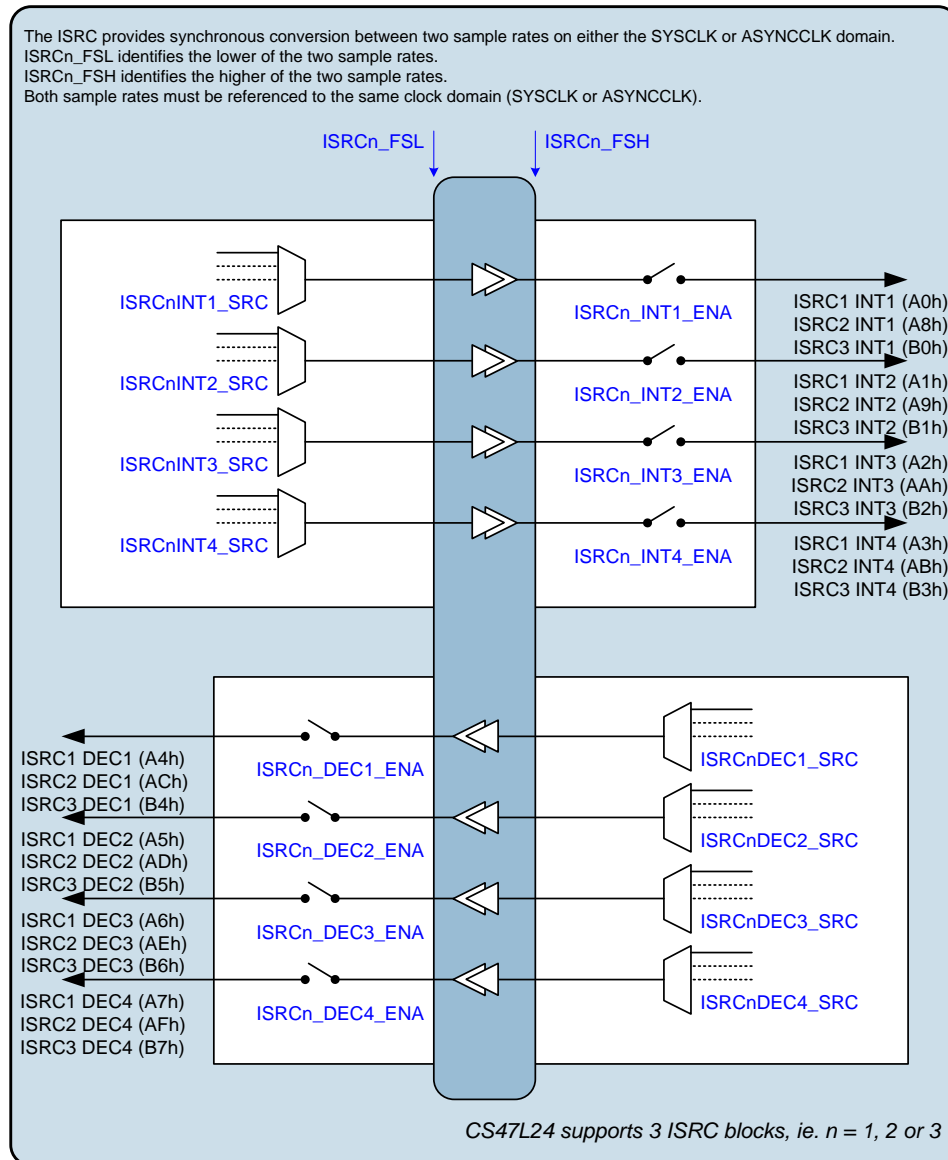 The ISRC provides synchronous conversion between two sample rates on either the SYSCLK or ASYNCCLK domain.
ISRCn_FSL identifies the lower of the two sample rates.
ISRCn_FSH identifies the higher of the two sample rates.
Both sample rates must be referenced to the same clock domain (SYSCLK or ASYNCCLK).
ISRCn_FSL
ISRCn_FSH
ISRCnINT1_SRC
ISRCn_INT1_ENA
ISRC1 INT1 (A0h)
ISRC2 INT1 (A8h)
ISRC3 INT1 (B0h)
ISRCnINT2_SRC
ISRCn_INT2_ENA
ISRC1 INT2 (A1h)
ISRC2 INT2 (A9h)
ISRC3 INT2 (B1h)
ISRCnINT3_SRC
ISRCn_INT3_ENA
ISRC1 INT3 (A2h)
ISRC2 INT3 (AAh)
ISRC3 INT3 (B2h)
ISRCnINT4_SRC
ISRCn_INT4_ENA
ISRC1 INT4 (A3h)
ISRC2 INT4 (ABh)
ISRC3 INT4 (B3h)
ISRC1 DEC1 (A4h)
ISRC2 DEC1 (ACh)
ISRC3 DEC1 (B4h)
ISRCn_DEC1_ENA
ISRCnDEC1_SRC
ISRC1 DEC2 (A5h)
ISRC2 DEC2 (ADh)
ISRC3 DEC2 (B5h)
ISRCn_DEC2_ENA
ISRCnDEC2_SRC
ISRC1 DEC3 (A6h)
ISRC2 DEC3 (AEh)
ISRC3 DEC3 (B6h)
ISRCn_DEC3_ENA
ISRCnDEC3_SRC
ISRC1 DEC4 (A7h)
ISRC2 DEC4 (AFh)
ISRC3 DEC4 (B7h)
ISRCn_DEC4_ENA
ISRCnDEC4_SRC
CS47L24 supports 3 ISRC blocks, ie. n = 1, 2 or 3